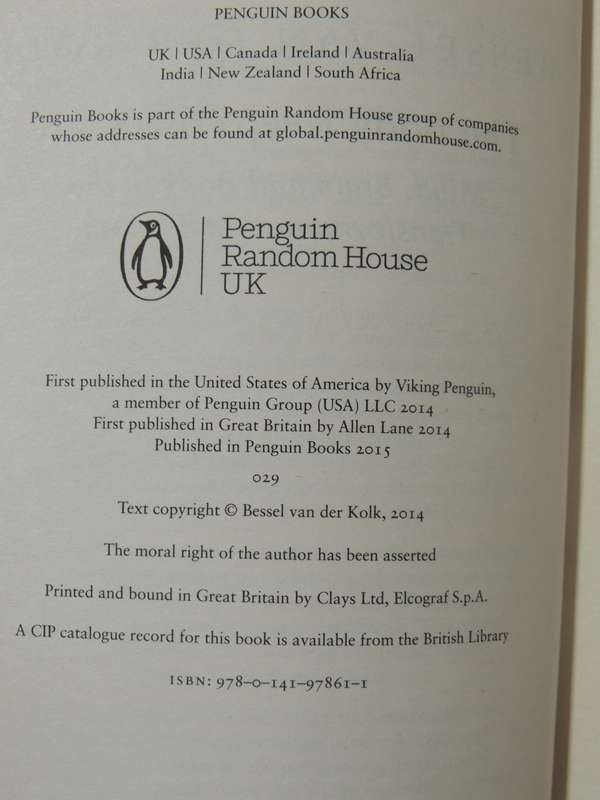 PENGUIN BOOKS
UK | USA | Canada | Ireland | Australia
India | New Zealand | South Africa
Penguin Books is part of the Penguin Random House group of companies
whose addresses can be found at global.penguinrandomhouse.com.
Penguin
Random House
UK
First published in the United States of America by Viking Penguin,
a member of Penguin Group (USA) LLC 2014
First published in Great Britain by Allen Lane 2014
Published in Penguin Books 2015
029
Text copyright © Bessel van der Kolk, 2014
The moral right of the author has been asserted
Printed and bound in Great Britain by Clays Ltd, Elcograf S.p.A.
A CIP catalogue record for this book is available from the British Library
ISBN: 978-0-141-97861-1